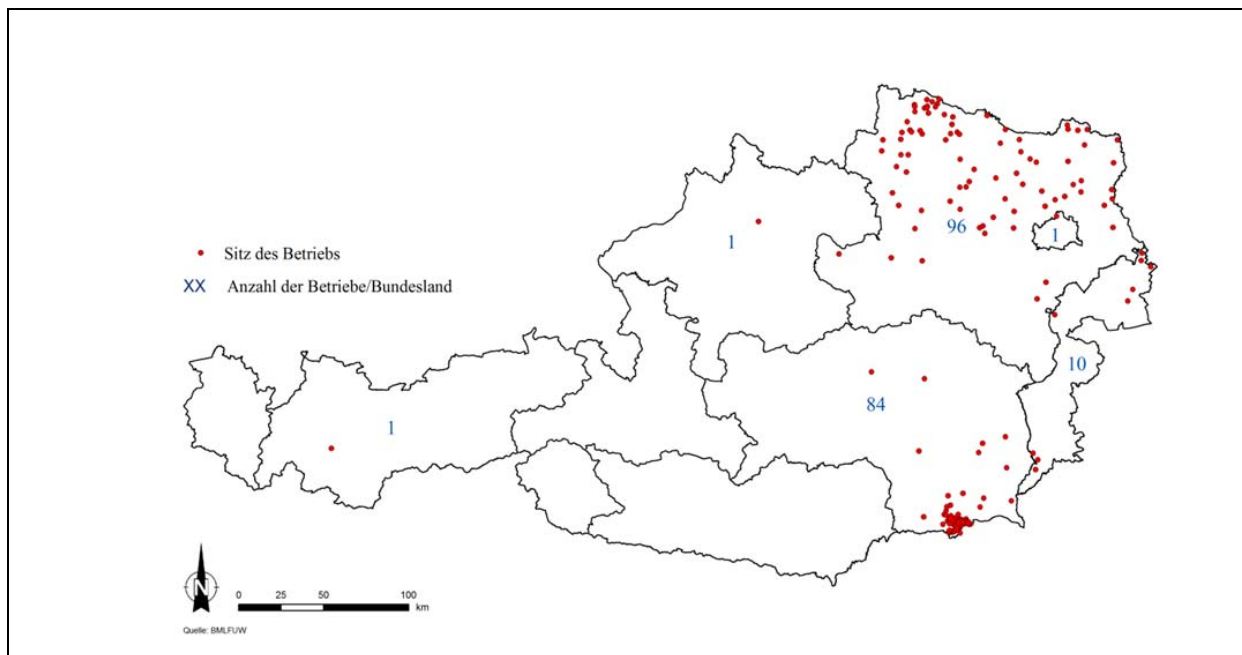 96
1
1
Sitz des Betriebs
XX Anzahl der Betriebe/Bundesland
10
84
1
N
0 25 50 100
km
Quelle: BMLFUW